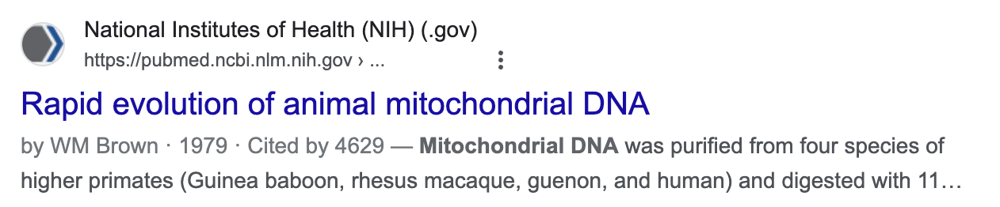 National Institutes of Health (NIH) (.gov)
https://pubmed.ncbi.nlm.nih.gov › ...
Rapid evolution of animal mitochondrial DNA
by WM Brown · 1979 · Cited by 4629 — Mitochondrial DNA was purified from four species of
higher primates (Guinea baboon, rhesus macaque, guenon, and human) and digested with 11...